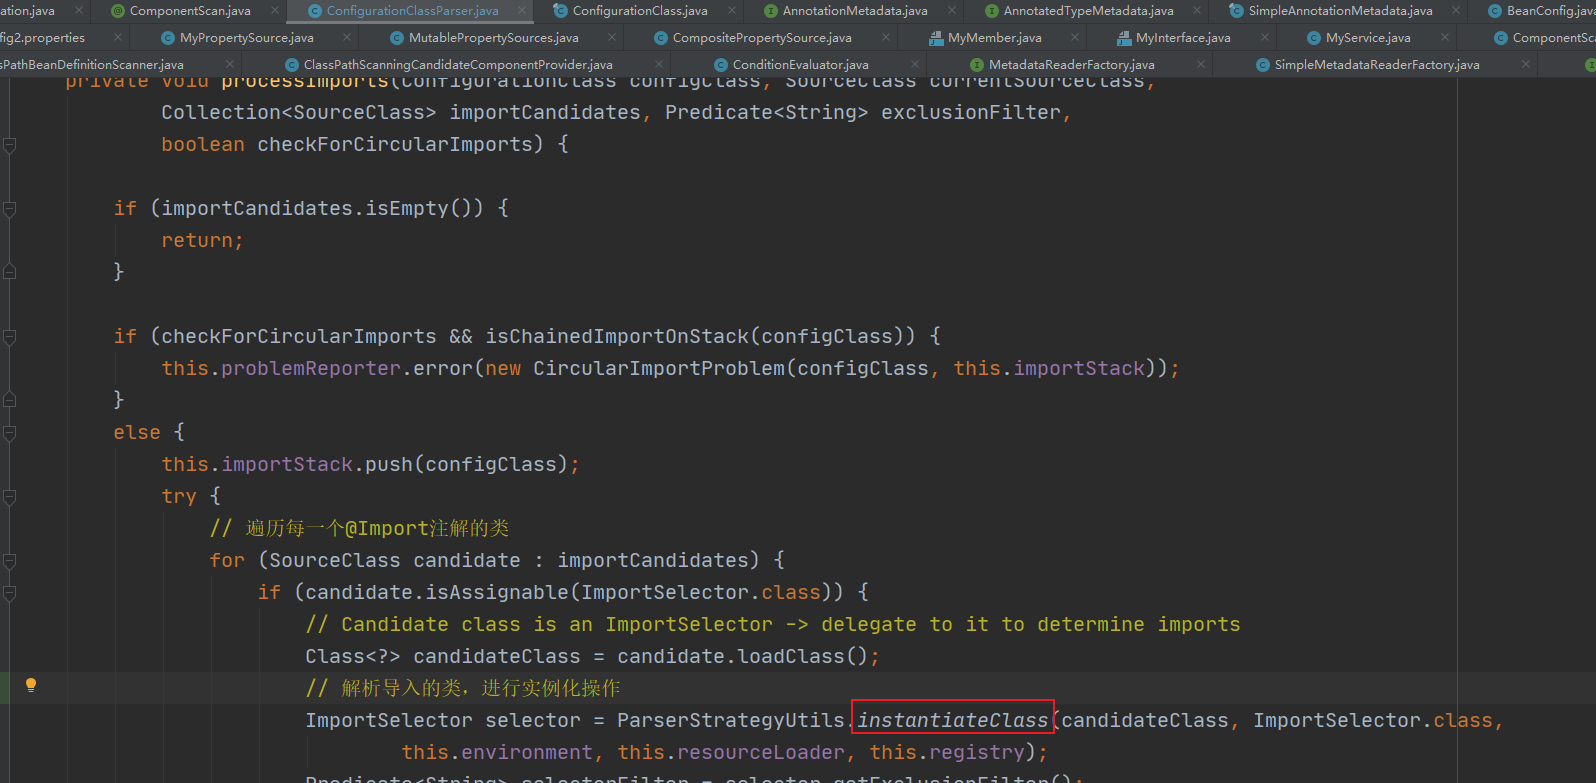 ation.java ComponentScan.java ConfigurationClassParser.java ConfigurationClass.java AnnotationMetadata.java AnnotatedTypeMetadata.java SimpleAnnotationMetadata.java BeanConfig.java
fig2.properties MyPropertySource.java MutablePropertySources.java CompositePropertySource.java MyMember.java MyInterface.java MyService.java ComponentSca
sPathBeanDefinitionScanner.java ClassPathScanningCandidateComponentProvider.java ConditionEvaluator.java MetadataReaderFactory.java SimpleMetadataReaderFactory.java
private void processImports(ConfigurationClass configClass, SourceClass currentSourceClass,
Collection<SourceClass> importCandidates, Predicate<String> exclusionFilter,
boolean checkForCircularImports) {
if (importCandidates.isEmpty()) {
return;
}
if (checkForCircularImports && isChainedImportOnStack(configClass)) {
this.problemReporter.error(new CircularImportProblem(configClass, this.importStack));
}
else {
this.importStack.push(configClass);
try {
// 遍历每一个@Import注解的类
for (SourceClass candidate : importCandidates) {
if (candidate.isAssignable(ImportSelector.class)) {
// Candidate class is an ImportSelector -> delegate to it to determine imports
Class<?> candidateClass = candidate.loadClass();
// 解析导入的类，进行实例化操作
ImportSelector selector = ParserStrategyUtils.instantiateClass(candidateClass, ImportSelector.class,
this.environment, this.resourceLoader, this.registry);
Predicate<String> selectorFilter = selector.getExclusionFilter();